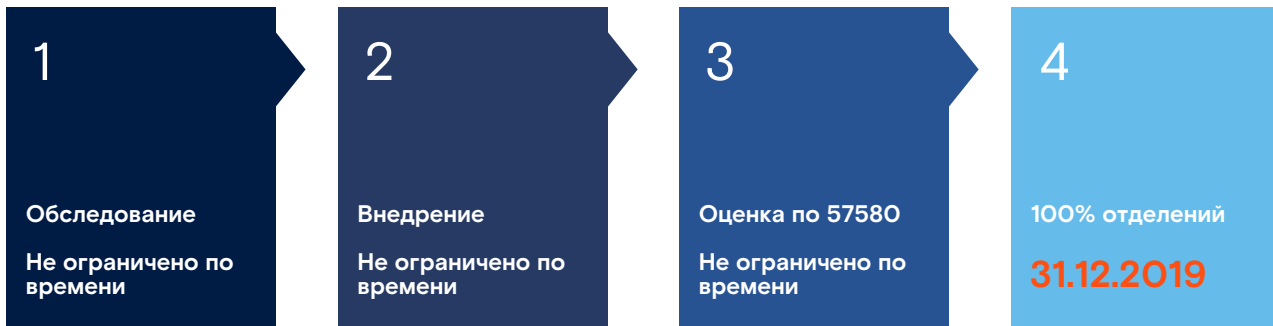 1
Обследование
Не ограничено по
времени
2
Внедрение
Не ограничено по
времени
3
Оценка по 57580
Не ограничено по
времени
4
100% отделений
31.12.2019